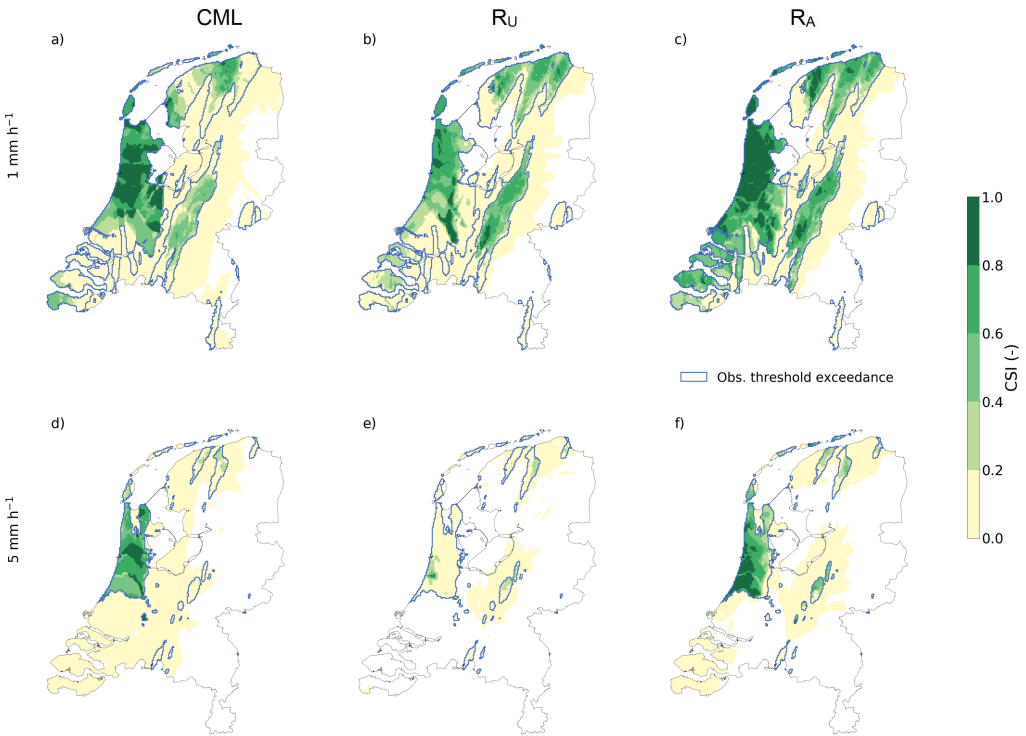 CML R_U R_A
a) b) c)
1 mm h⁻¹
1.0
0.8
0.6
0.4
0.2
0.0
CSI (-)
Obs. threshold exceedance
d) e) f)
5 mm h⁻¹